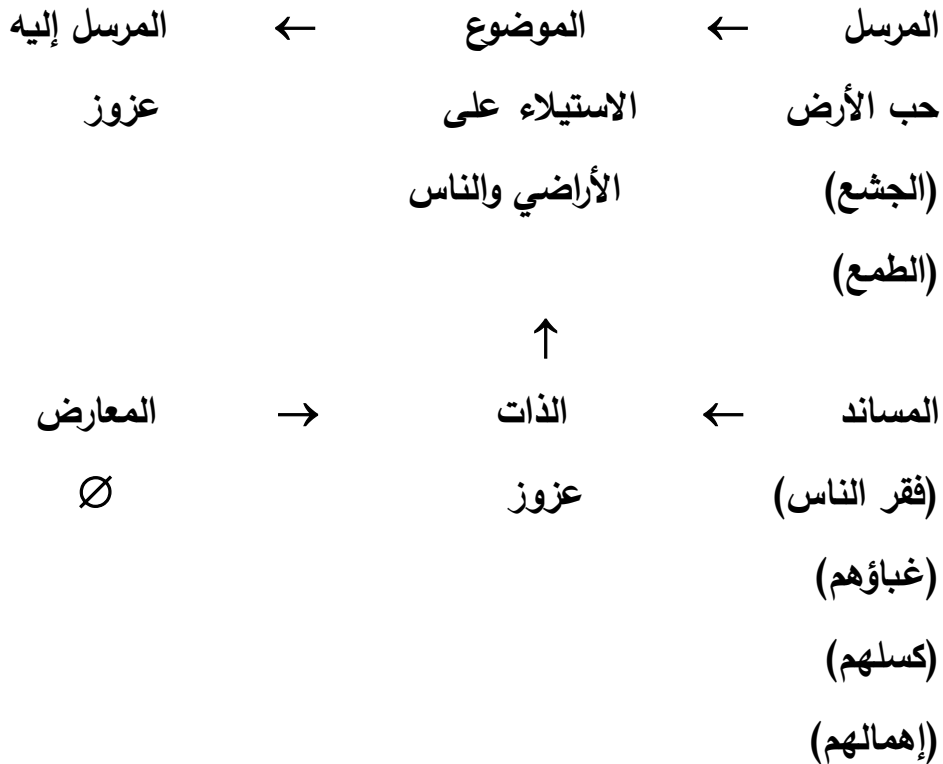 المرسل ← الموضوع ← المرسل إليه
حب الأرض الاستيلاء على عزوز
(الجشع) الأراضي والناس
(الطمع)
↑
المساند ← الذات → المعارض
(فقر الناس) عزوز ∅
(غباؤهم)
(كسلهم)
(إهمالهم)